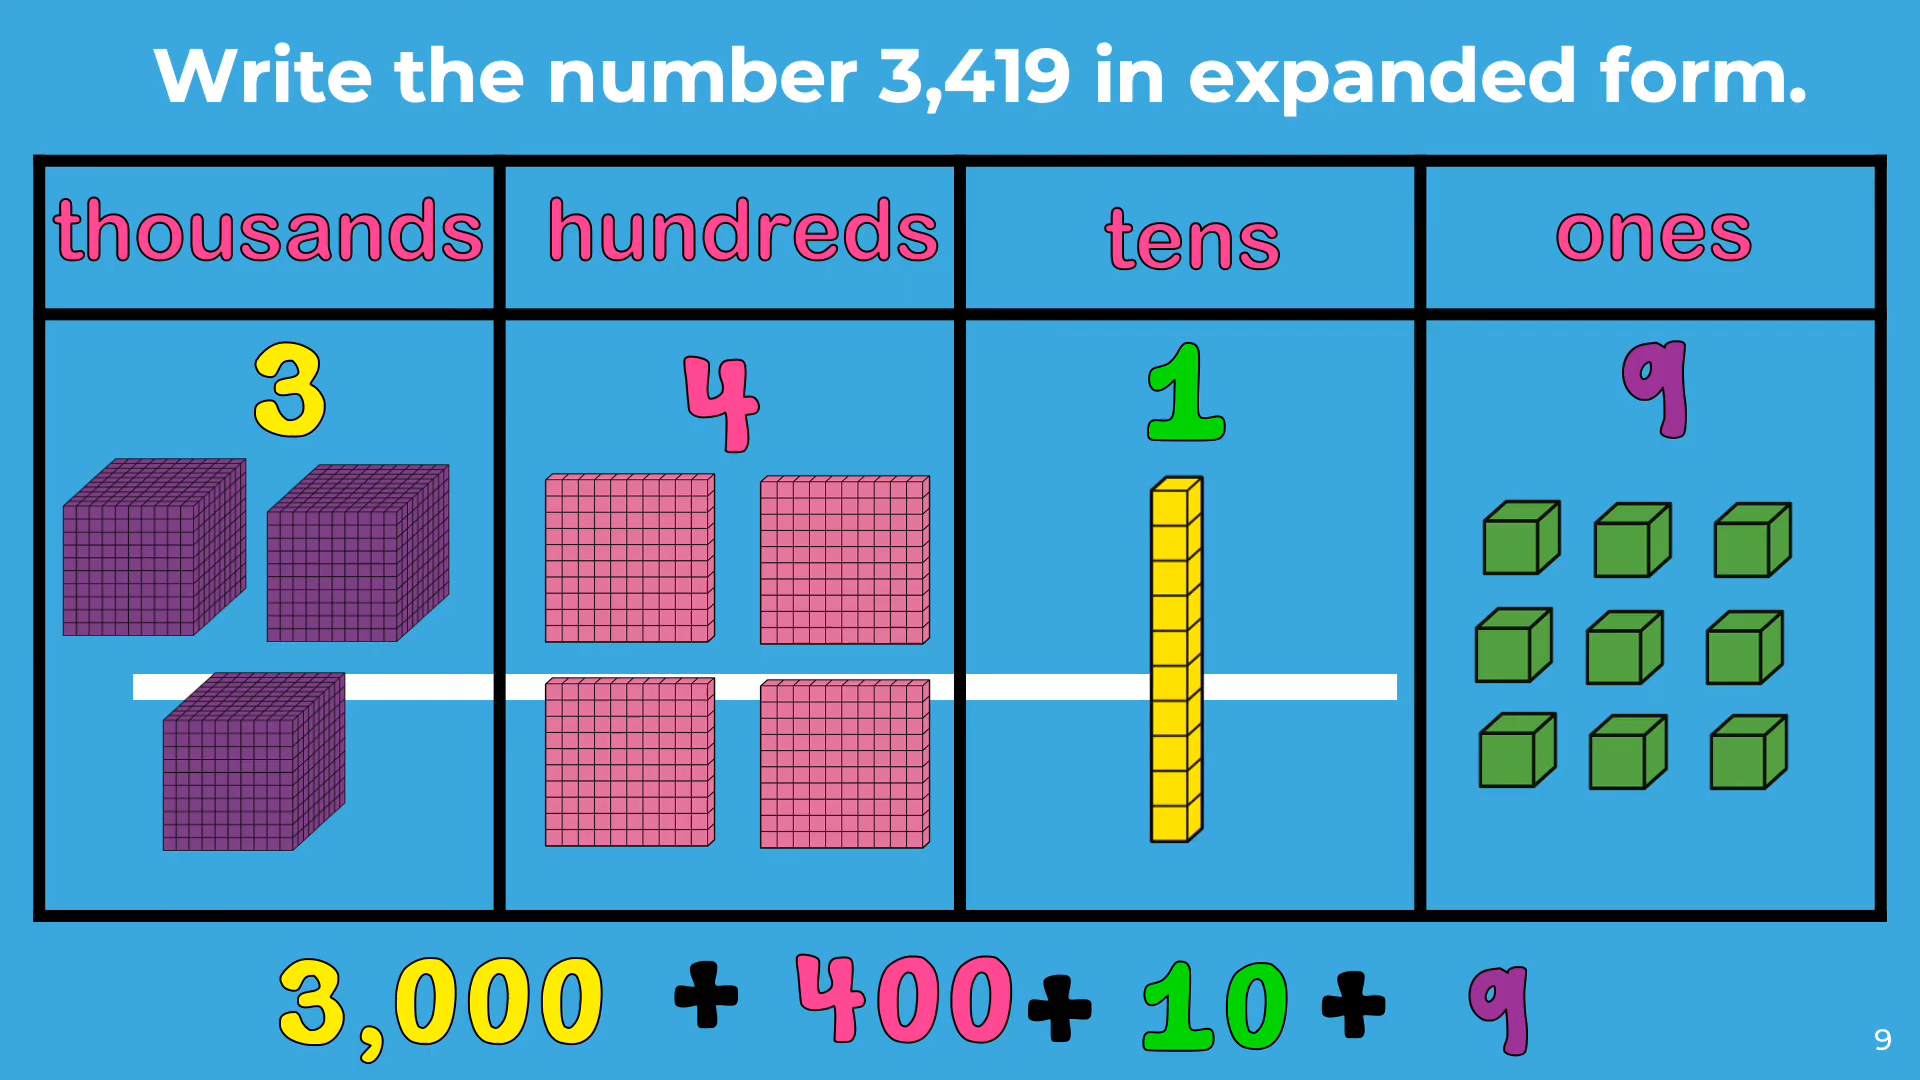 Write the number 3,419 in expanded form.
thousands hundreds tens ones
3 4 1 9
3,000 + 400 + 10 + 9
9